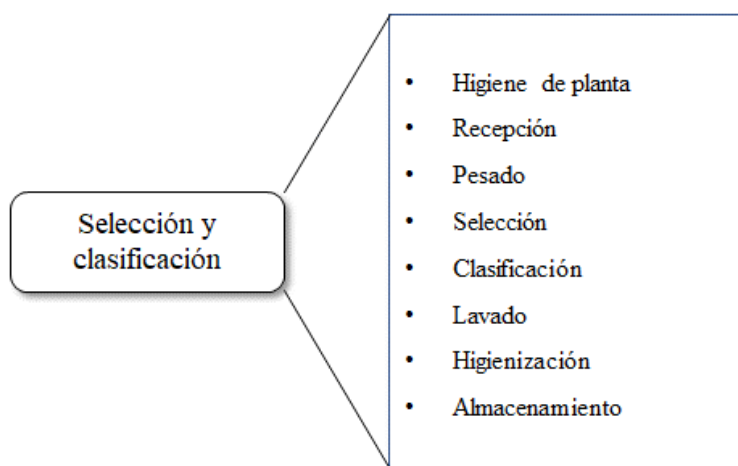 Selección y
clasificación
• Higiene de planta
• Recepción
• Pesado
• Selección
• Clasificación
• Lavado
• Higienización
• Almacenamiento